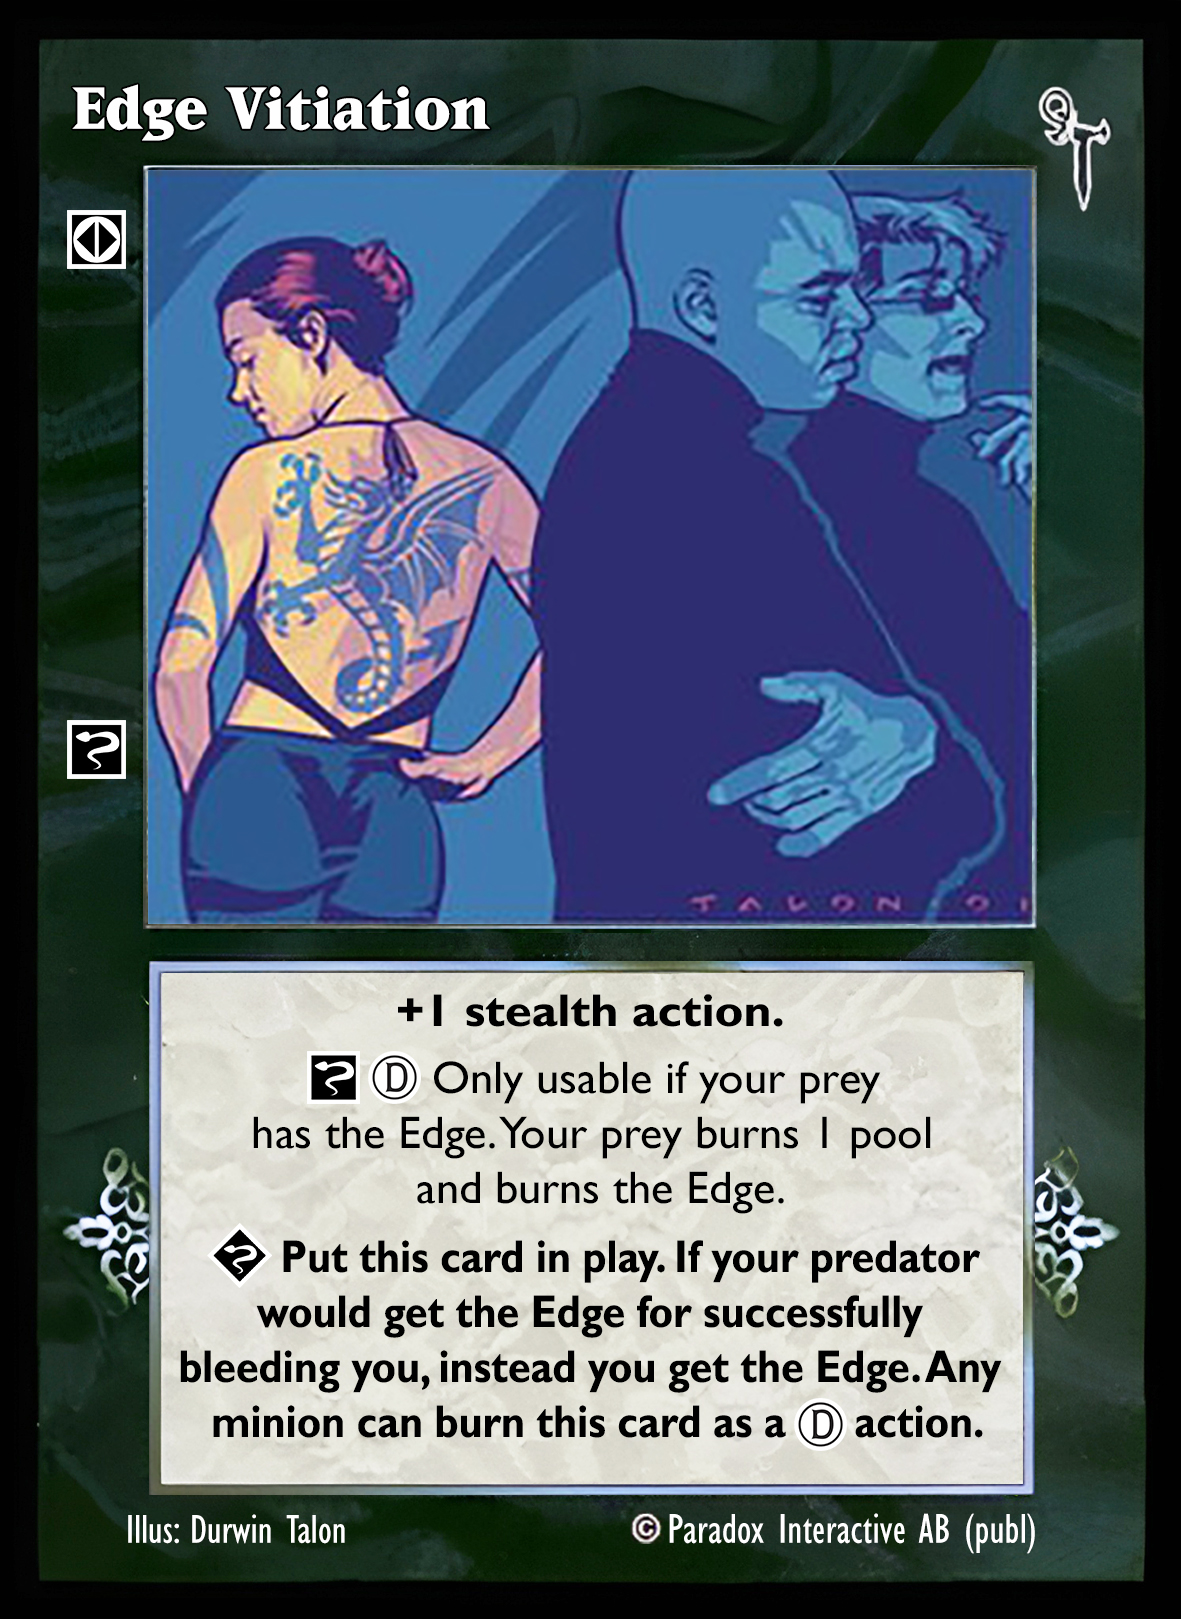 Edge Vitiation
TALON·01
+1 stealth action.
D Only usable if your prey
has the Edge. Your prey burns 1 pool
and burns the Edge.
Put this card in play. If your predator
would get the Edge for successfully
bleeding you, instead you get the Edge. Any
minion can burn this card as a D action.
Illus: Durwin Talon
© Paradox Interactive AB (publ)